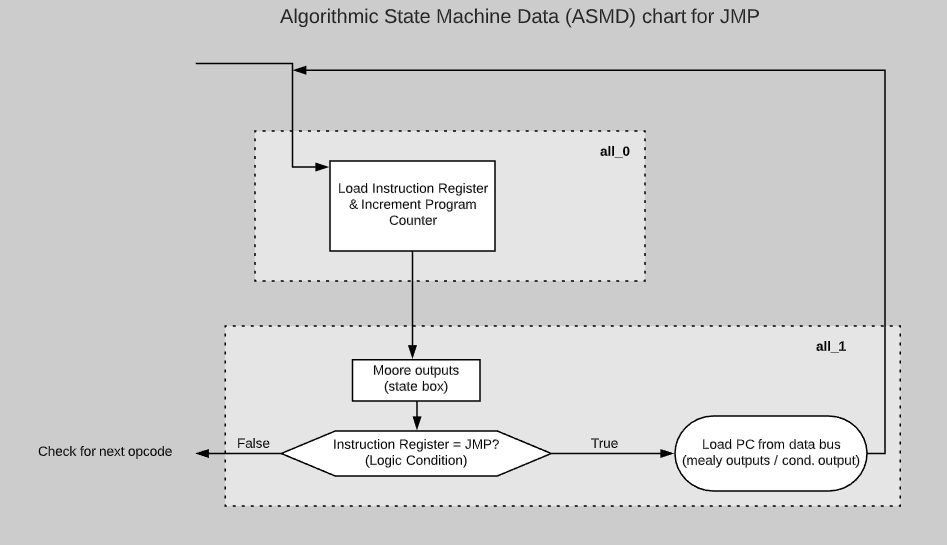 Algorithmic State Machine Data (ASMD) chart for JMP
all_0
Load Instruction Register
& Increment Program
Counter
all_1
Moore outputs
(state box)
Check for next opcode
False
Instruction Register = JMP?
(Logic Condition)
True
Load PC from data bus
(mealy outputs / cond. output)